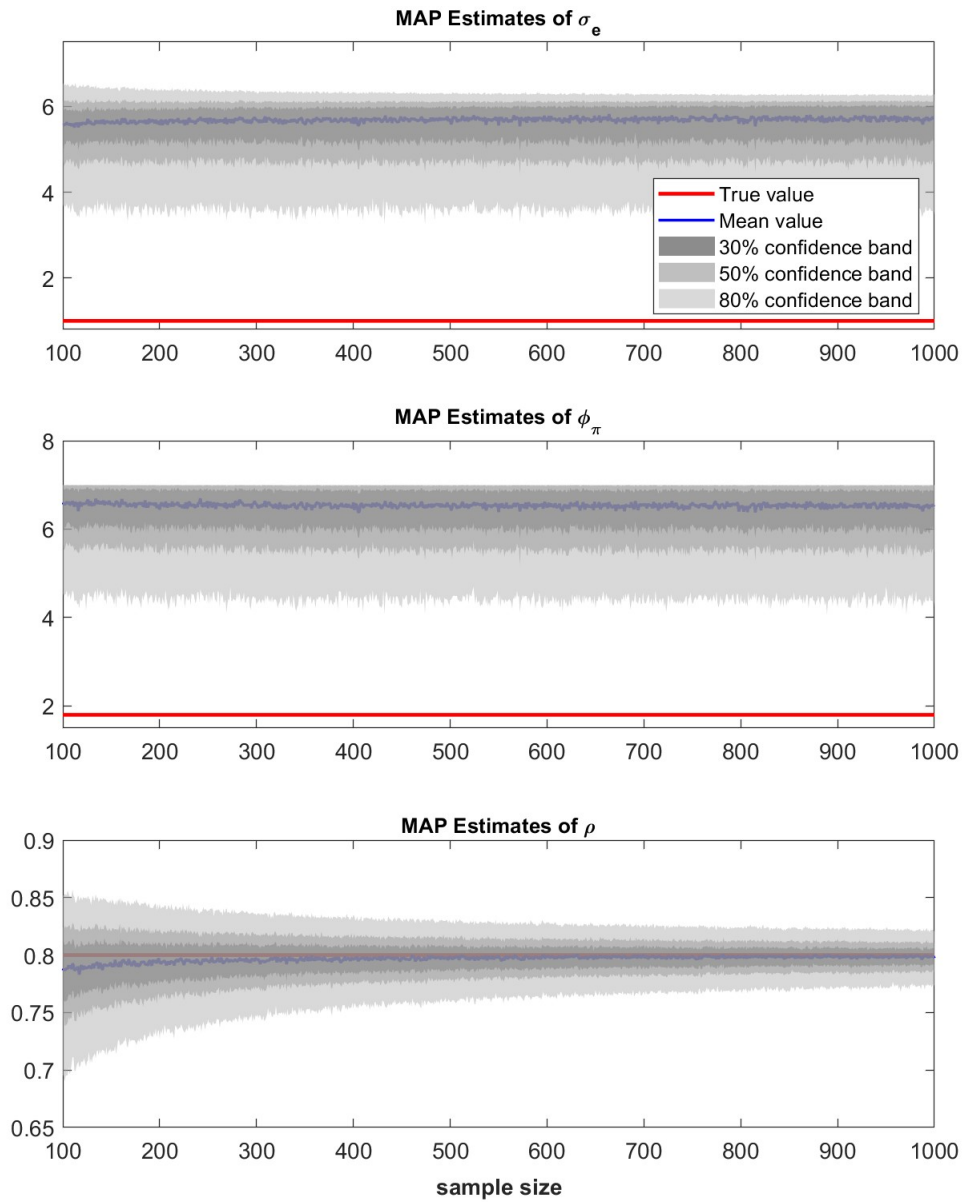 MAP Estimates of σ_e
6
4
2
True value
Mean value
30% confidence band
50% confidence band
80% confidence band
100 200 300 400 500 600 700 800 900 1000
MAP Estimates of ϕ_π
8
6
4
2
100 200 300 400 500 600 700 800 900 1000
MAP Estimates of ρ
0.9
0.85
0.8
0.75
0.7
0.65
100 200 300 400 500 600 700 800 900 1000
sample size